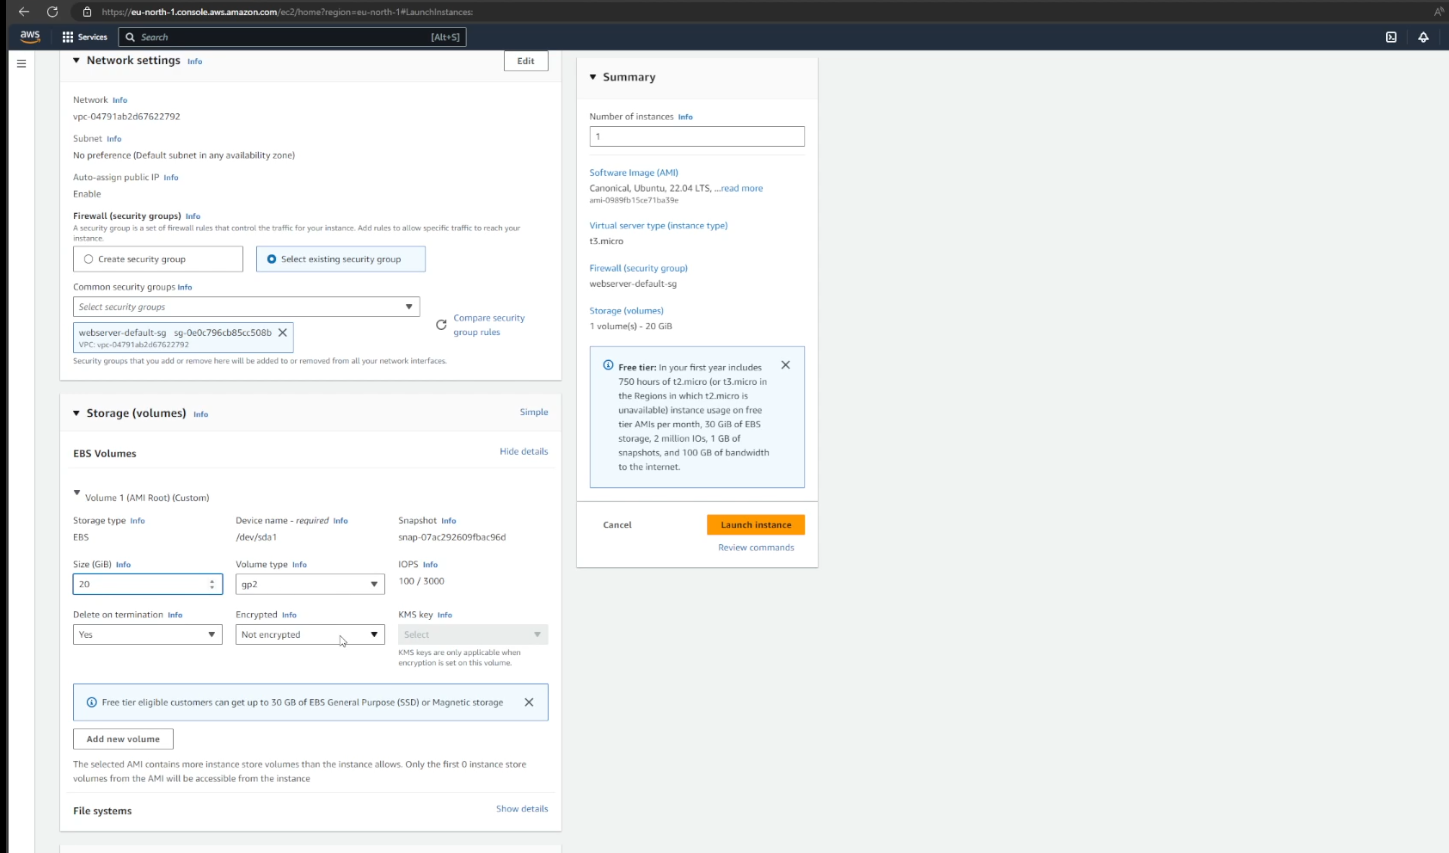 https://eu-north-1.console.aws.amazon.com/ec2/home?region=eu-north-1#LaunchInstances:
aws
Services
Search
[Alt+S]
Network settings Info
Edit
Network Info
vpc-04791ab2d67622792
Subnet Info
No preference (Default subnet in any availability zone)
Auto-assign public IP Info
Enable
Firewall (security groups) Info
A security group is a set of firewall rules that control the traffic for your instance. Add rules to allow specific traffic to reach your
instance.
Create security group
Select existing security group
Common security groups Info
Select security groups
webserver-default-sg sg-0e0c796cb85cc508b
VPC: vpc-04791ab2d67622792
Compare security
group rules
Security groups that you add or remove here will be added to or removed from all your network interfaces.
Storage (volumes) Info
Simple
EBS Volumes
Hide details
Volume 1 (AMI Root) (Custom)
Storage type Info
Device name - required Info
Snapshot Info
EBS
/dev/sda1
snap-07ac292609fbac96d
Size (GiB) Info
Volume type Info
IOPS Info
20
gp2
100 / 3000
Delete on termination Info
Encrypted Info
KMS key Info
Yes
Not encrypted
Select
KMS keys are only applicable when
encryption is set on this volume.
Free tier eligible customers can get up to 30 GB of EBS General Purpose (SSD) or Magnetic storage
Add new volume
The selected AMI contains more instance store volumes than the instance allows. Only the first 0 instance store
volumes from the AMI will be accessible from the instance
File systems
Show details
Summary
Number of instances Info
1
Software Image (AMI)
Canonical, Ubuntu, 22.04 LTS, ...read more
ami-0989fb15ce71ba39e
Virtual server type (instance type)
t3.micro
Firewall (security group)
webserver-default-sg
Storage (volumes)
1 volume(s) - 20 GiB
Free tier: In your first year includes
750 hours of t2.micro (or t3.micro in
the Regions in which t2.micro is
unavailable) instance usage on free
tier AMIs per month, 30 GiB of EBS
storage, 2 million IOs, 1 GB of
snapshots, and 100 GB of bandwidth
to the internet.
Cancel
Launch instance
Review commands